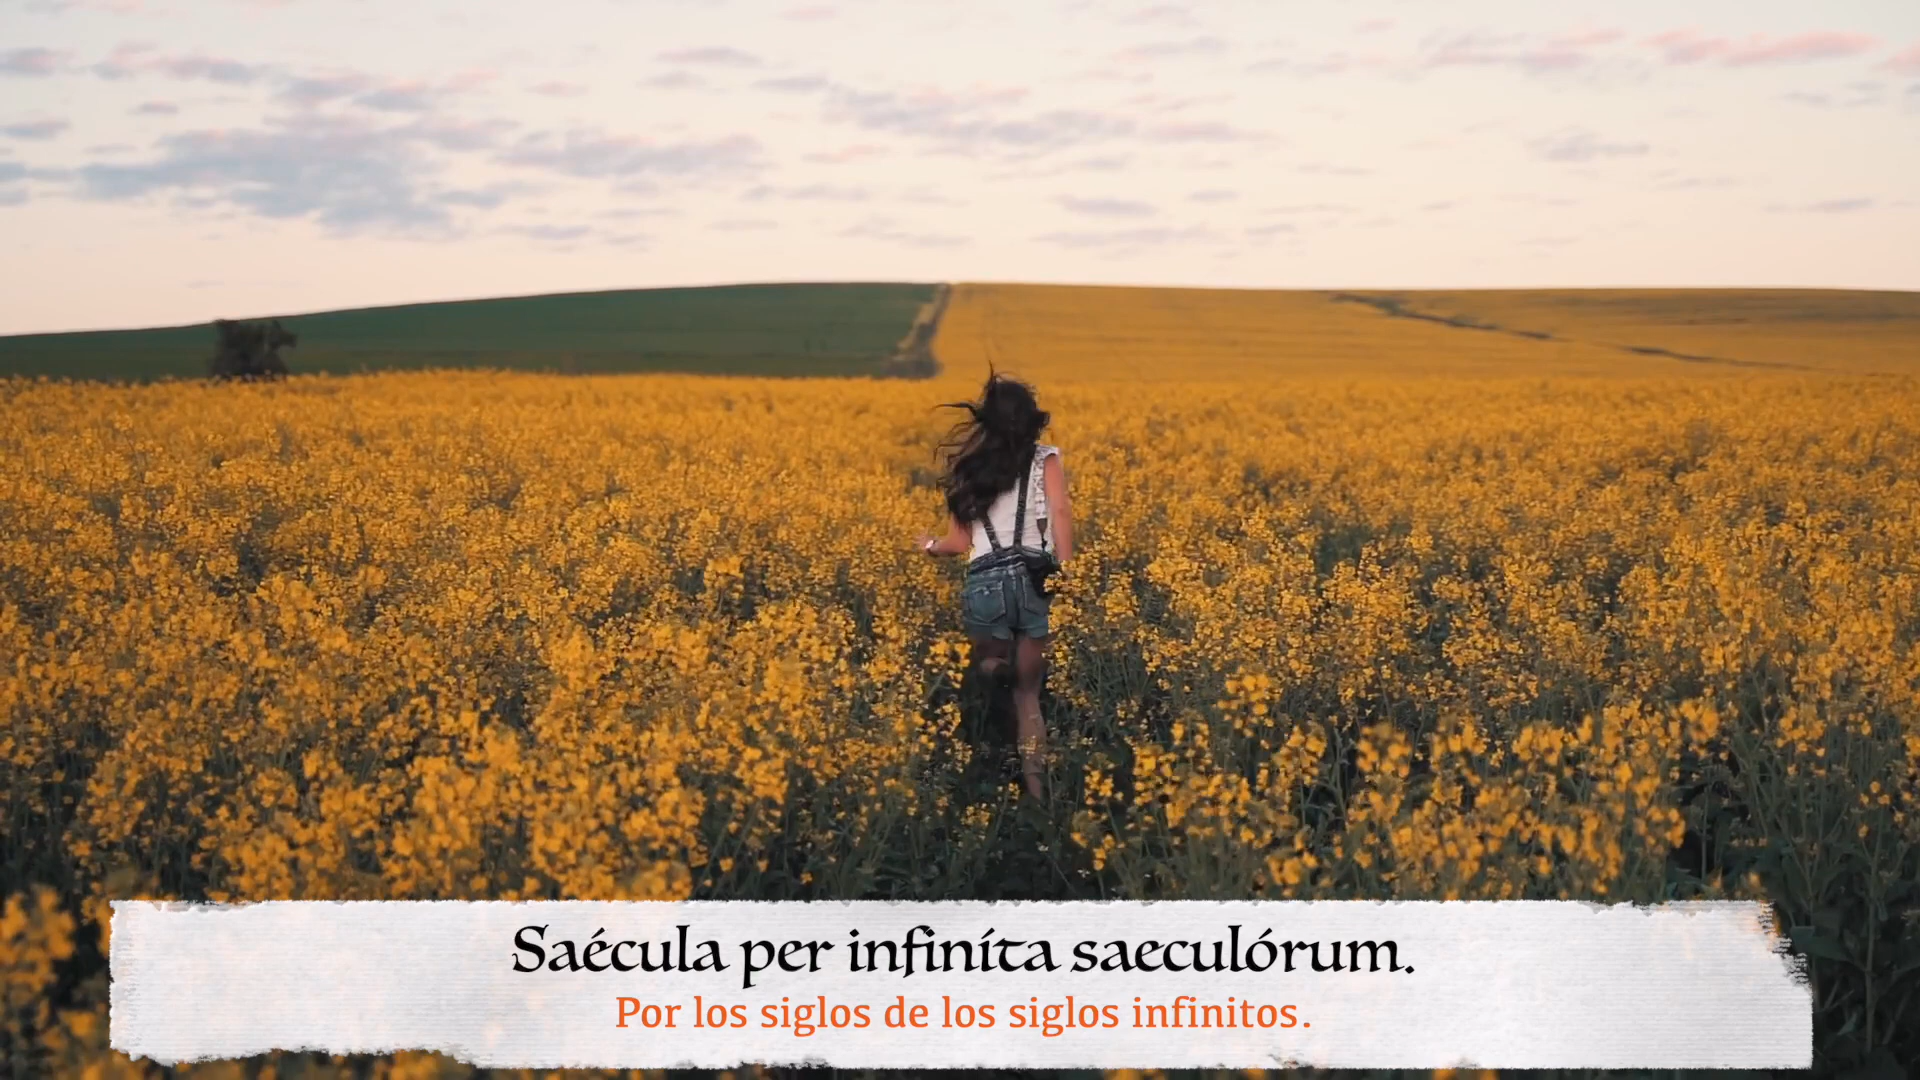 Saécula per infiníta saeculórum.
Por los siglos de los siglos infinitos.